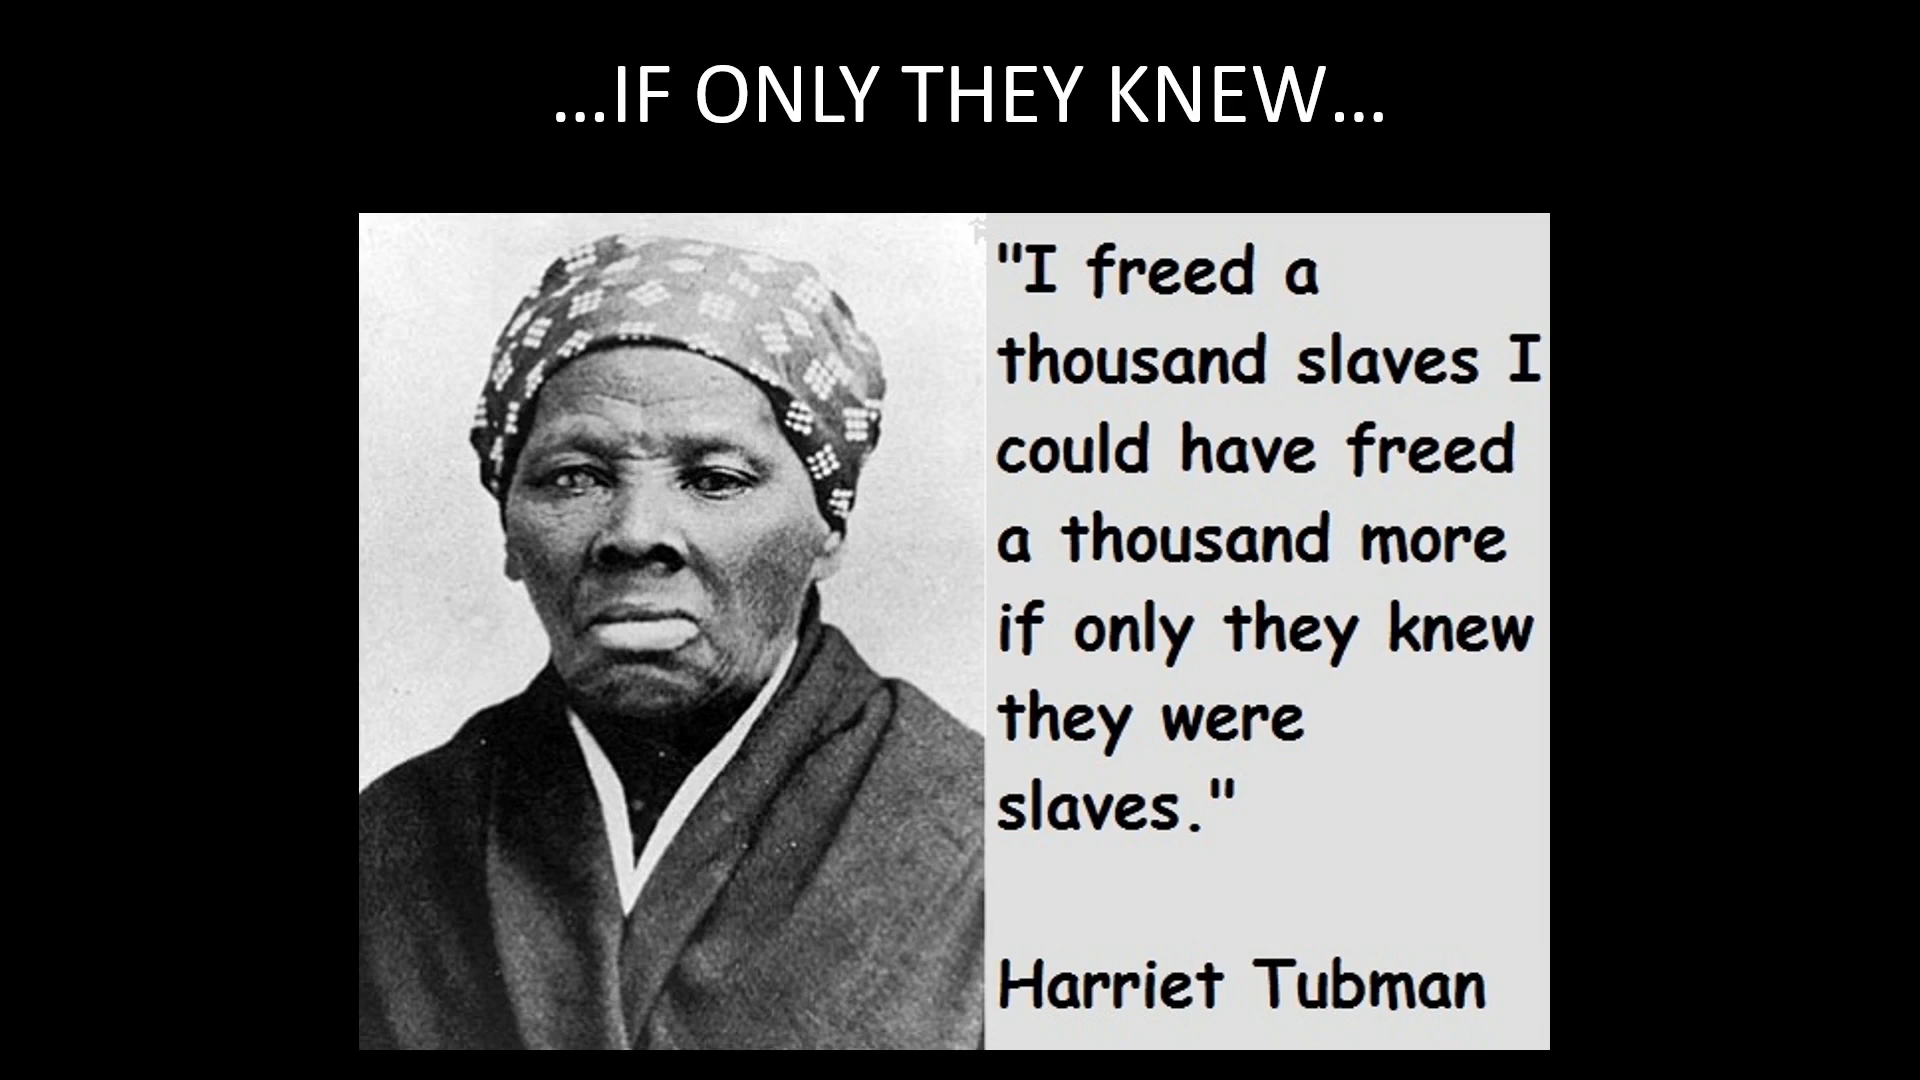 ...IF ONLY THEY KNEW...
"I freed a
thousand slaves I
could have freed
a thousand more
if only they knew
they were
slaves."
Harriet Tubman